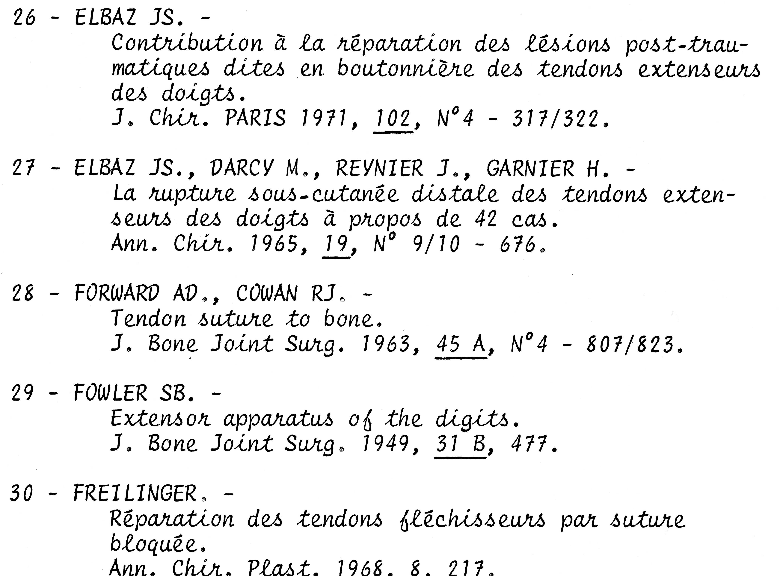 26 - ELBAZ JS. -
Contribution à la réparation des lésions post-trau-
matiques dites en boutonnière des tendons extenseurs
des doigts.
J. Chir. PARIS 1971, 102, N°4 - 317/322.
27 - ELBAZ JS., DARCY M., REYNIER J., GARNIER H. -
La rupture sous-cutanée distale des tendons exten-
seurs des doigts à propos de 42 cas.
Ann. Chir. 1965, 19, N° 9/10 - 676.
28 - FORWARD AD., COWAN RJ. -
Tendon suture to bone.
J. Bone Joint Surg. 1963, 45 A, N°4 - 807/823.
29 - FOWLER SB. -
Extensor apparatus of the digits.
J. Bone Joint Surg. 1949, 31 B, 477.
30 - FREILINGER. -
Réparation des tendons fléchisseurs par suture
bloquée.
Ann. Chir. Plast. 1968. 8. 217.